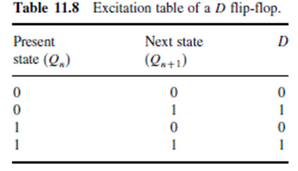 Table 11.8 Excitation table of a D flip-flop.
Present Next state D
state (Qn) (Qn+1)
0 0 0
0 1 1
1 0 0
1 1 1